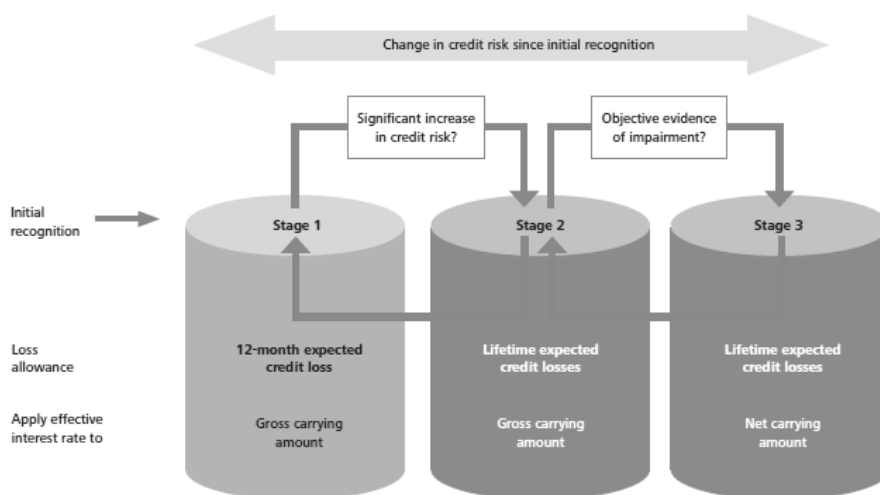 Change in credit risk since initial recognition
Significant increase
in credit risk?
Objective evidence
of impairment?
Initial
recognition
Stage 1
Stage 2
Stage 3
Loss
allowance
12-month expected
credit loss
Lifetime expected
credit losses
Lifetime expected
credit losses
Apply effective
interest rate to
Gross carrying
amount
Gross carrying
amount
Net carrying
amount